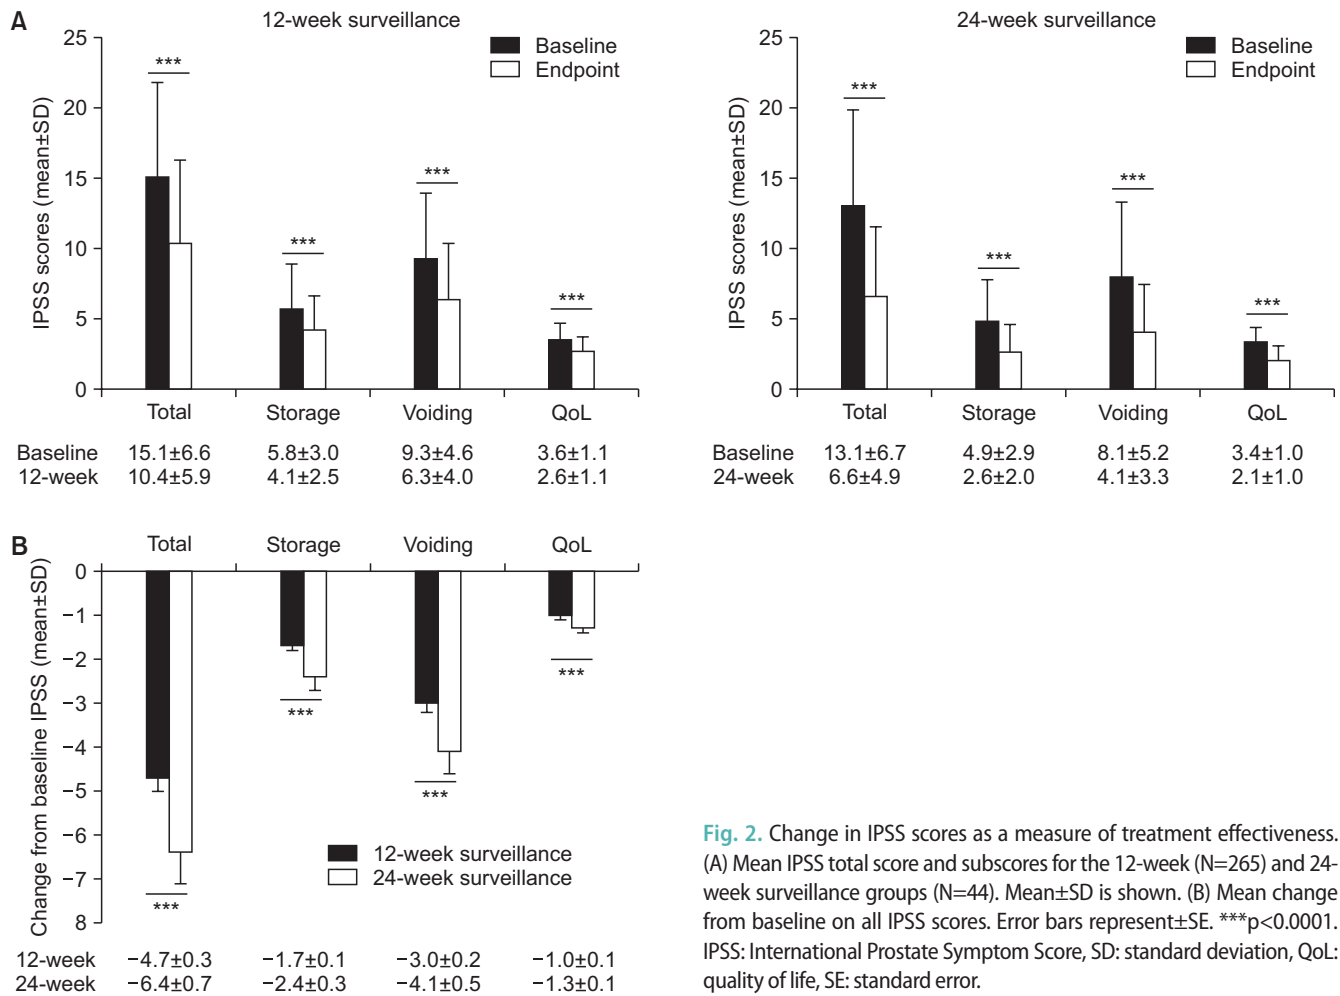 A
12-week surveillance
25
20
15
10
5
0
IPSS scores (mean±SD)
Baseline
Endpoint
***
***
***
***
Total Storage Voiding QoL
Baseline 15.1±6.6 5.8±3.0 9.3±4.6 3.6±1.1
12-week 10.4±5.9 4.1±2.5 6.3±4.0 2.6±1.1
24-week surveillance
25
20
15
10
5
0
IPSS scores (mean±SD)
Baseline
Endpoint
***
***
***
***
Total Storage Voiding QoL
Baseline 13.1±6.7 4.9±2.9 8.1±5.2 3.4±1.0
24-week 6.6±4.9 2.6±2.0 4.1±3.3 2.1±1.0
B
Total Storage Voiding QoL
0
−1
−2
−3
−4
−5
−6
−7
8
Change from baseline IPSS (mean±SD)
***
***
***
***
12-week surveillance
24-week surveillance
12-week −4.7±0.3 −1.7±0.1 −3.0±0.2 −1.0±0.1
24-week −6.4±0.7 −2.4±0.3 −4.1±0.5 −1.3±0.1
Fig. 2. Change in IPSS scores as a measure of treatment effectiveness.
(A) Mean IPSS total score and subscores for the 12-week (N=265) and 24-
week surveillance groups (N=44). Mean±SD is shown. (B) Mean change
from baseline on all IPSS scores. Error bars represent±SE. ***p<0.0001.
IPSS: International Prostate Symptom Score, SD: standard deviation, QoL:
quality of life, SE: standard error.